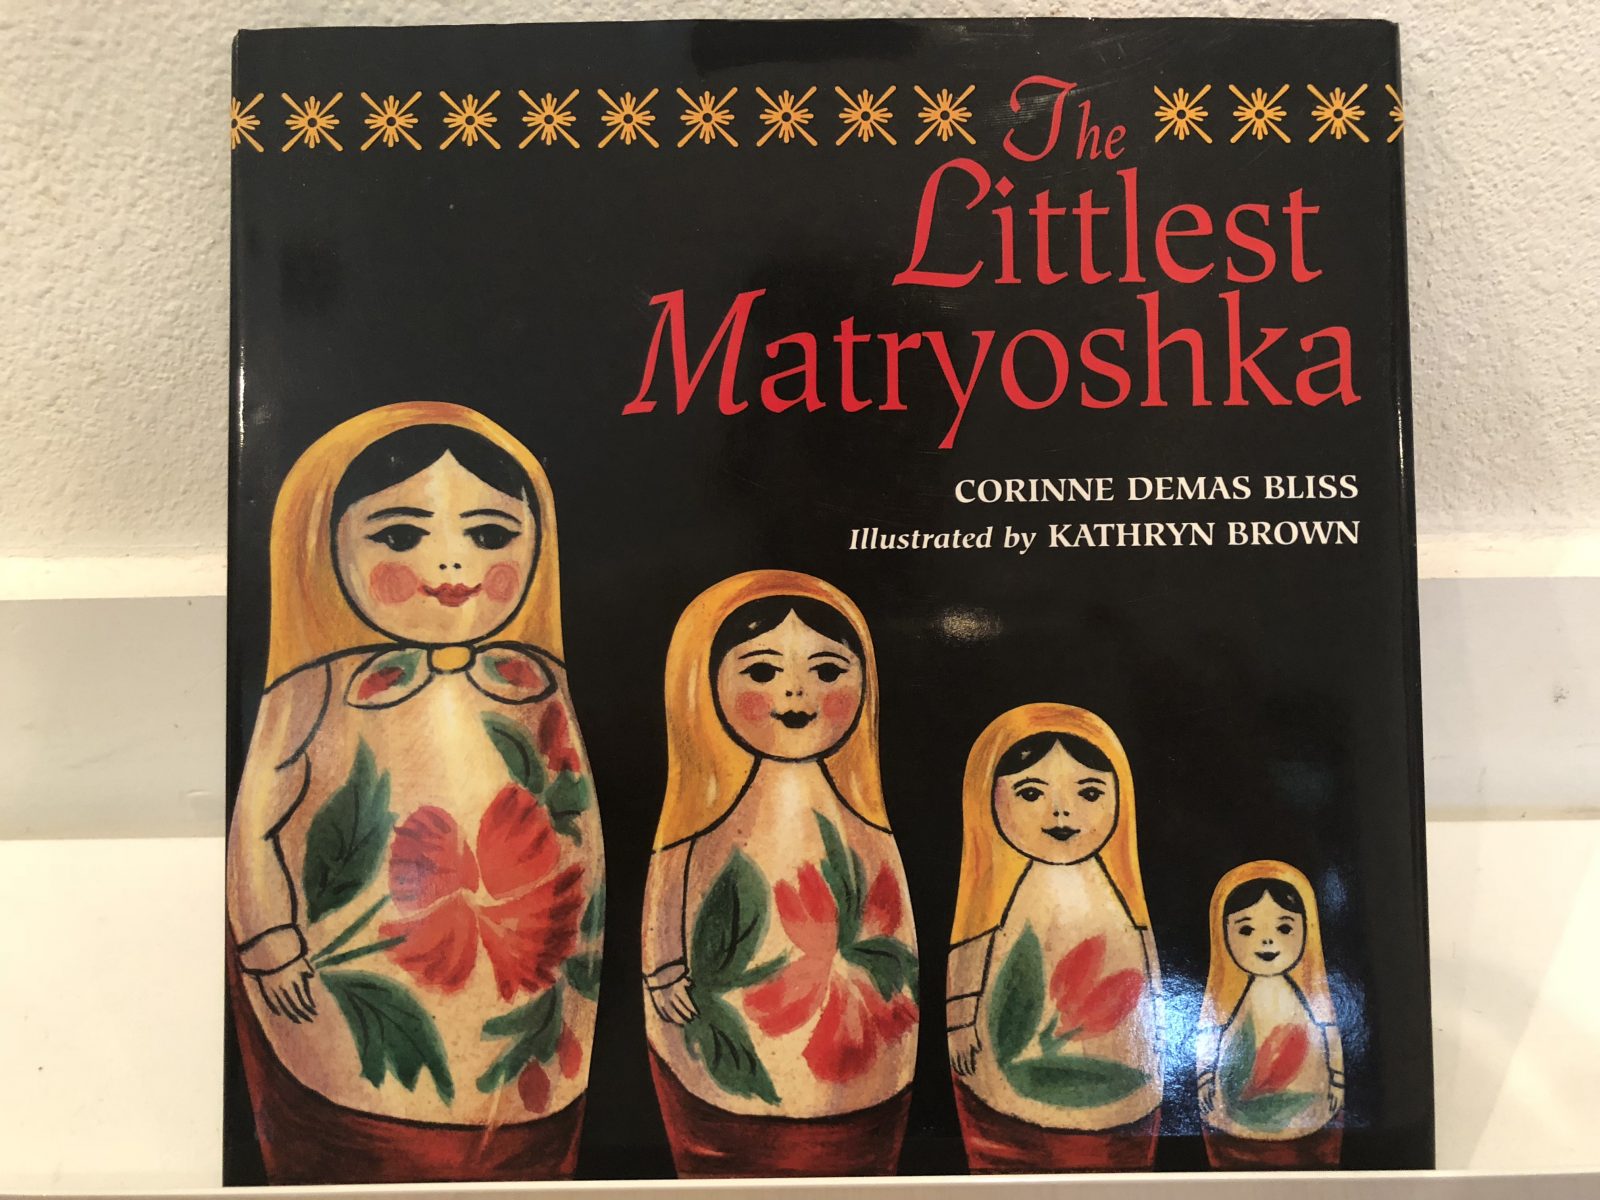 The
Littlest
Matryoshka
CORINNE DEMAS BLISS
Illustrated by KATHRYN BROWN